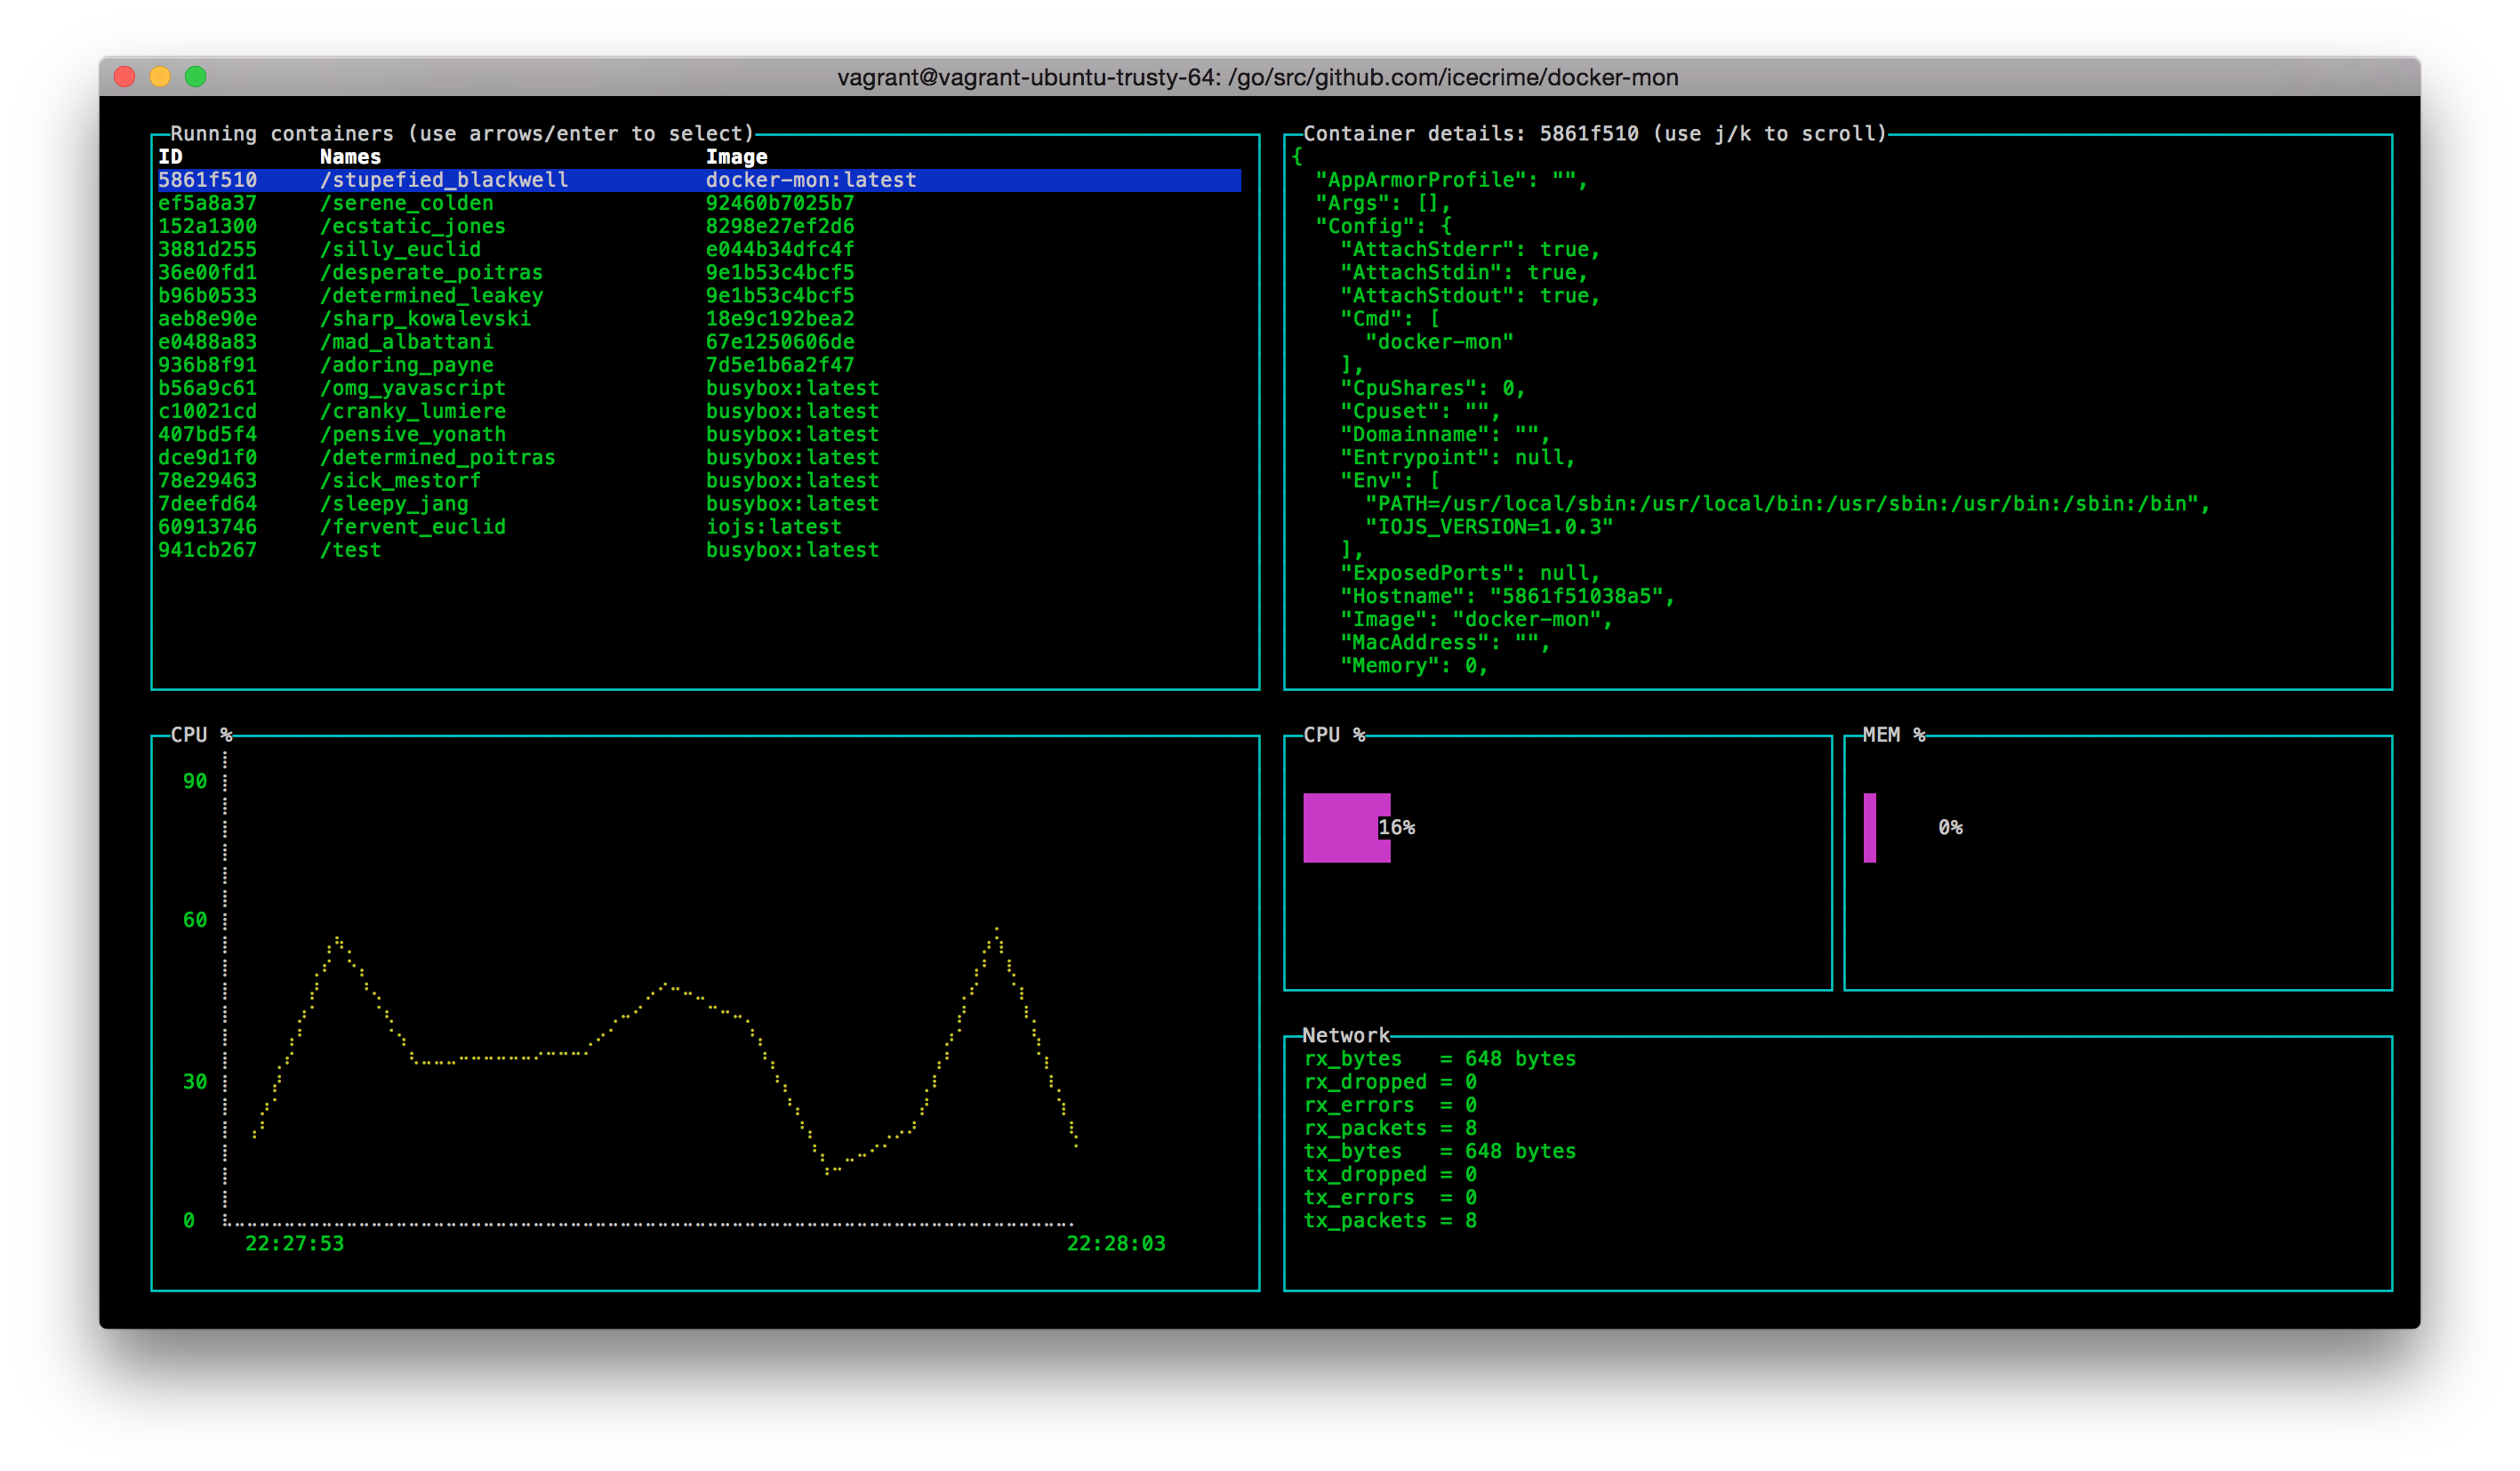 vagrant@vagrant-ubuntu-trusty-64: /go/src/github.com/icecrime/docker-mon
Running containers (use arrows/enter to select)
ID Names Image
5861f510 /stupefied_blackwell docker-mon:latest
ef5a8a37 /serene_colden 92460b7025b7
152a1300 /ecstatic_jones 8298e27ef2d6
3881d255 /silly_euclid e044b34dfc4f
36e00fd1 /desperate_poitras 9e1b53c4bcf5
b96b0533 /determined_leakey 9e1b53c4bcf5
aeb8e90e /sharp_kowalevski 18e9c192bea2
e0488a83 /mad_albattani 67e1250606de
936b8f91 /adoring_payne 7d5e1b6a2f47
b56a9c61 /omg_yavascript busybox:latest
c10021cd /cranky_lumiere busybox:latest
407bd5f4 /pensive_yonath busybox:latest
dce9d1f0 /determined_poitras busybox:latest
78e29463 /sick_mestorf busybox:latest
7deefd64 /sleepy_jang busybox:latest
60913746 /fervent_euclid iojs:latest
941cb267 /test busybox:latest
Container details: 5861f510 (use j/k to scroll)
{
"AppArmorProfile": "",
"Args": [],
"Config": {
"AttachStderr": true,
"AttachStdin": true,
"AttachStdout": true,
"Cmd": [
"docker-mon"
],
"CpuShares": 0,
"Cpuset": "",
"Domainname": "",
"Entrypoint": null,
"Env": [
"PATH=/usr/local/sbin:/usr/local/bin:/usr/sbin:/usr/bin:/sbin:/bin",
"IOJS_VERSION=1.0.3"
],
"ExposedPorts": null,
"Hostname": "5861f51038a5",
"Image": "docker-mon",
"MacAddress": "",
"Memory": 0,
CPU %
90
60
30
0
22:27:53 22:28:03
CPU %
16%
MEM %
0%
Network
rx_bytes = 648 bytes
rx_dropped = 0
rx_errors = 0
rx_packets = 8
tx_bytes = 648 bytes
tx_dropped = 0
tx_errors = 0
tx_packets = 8